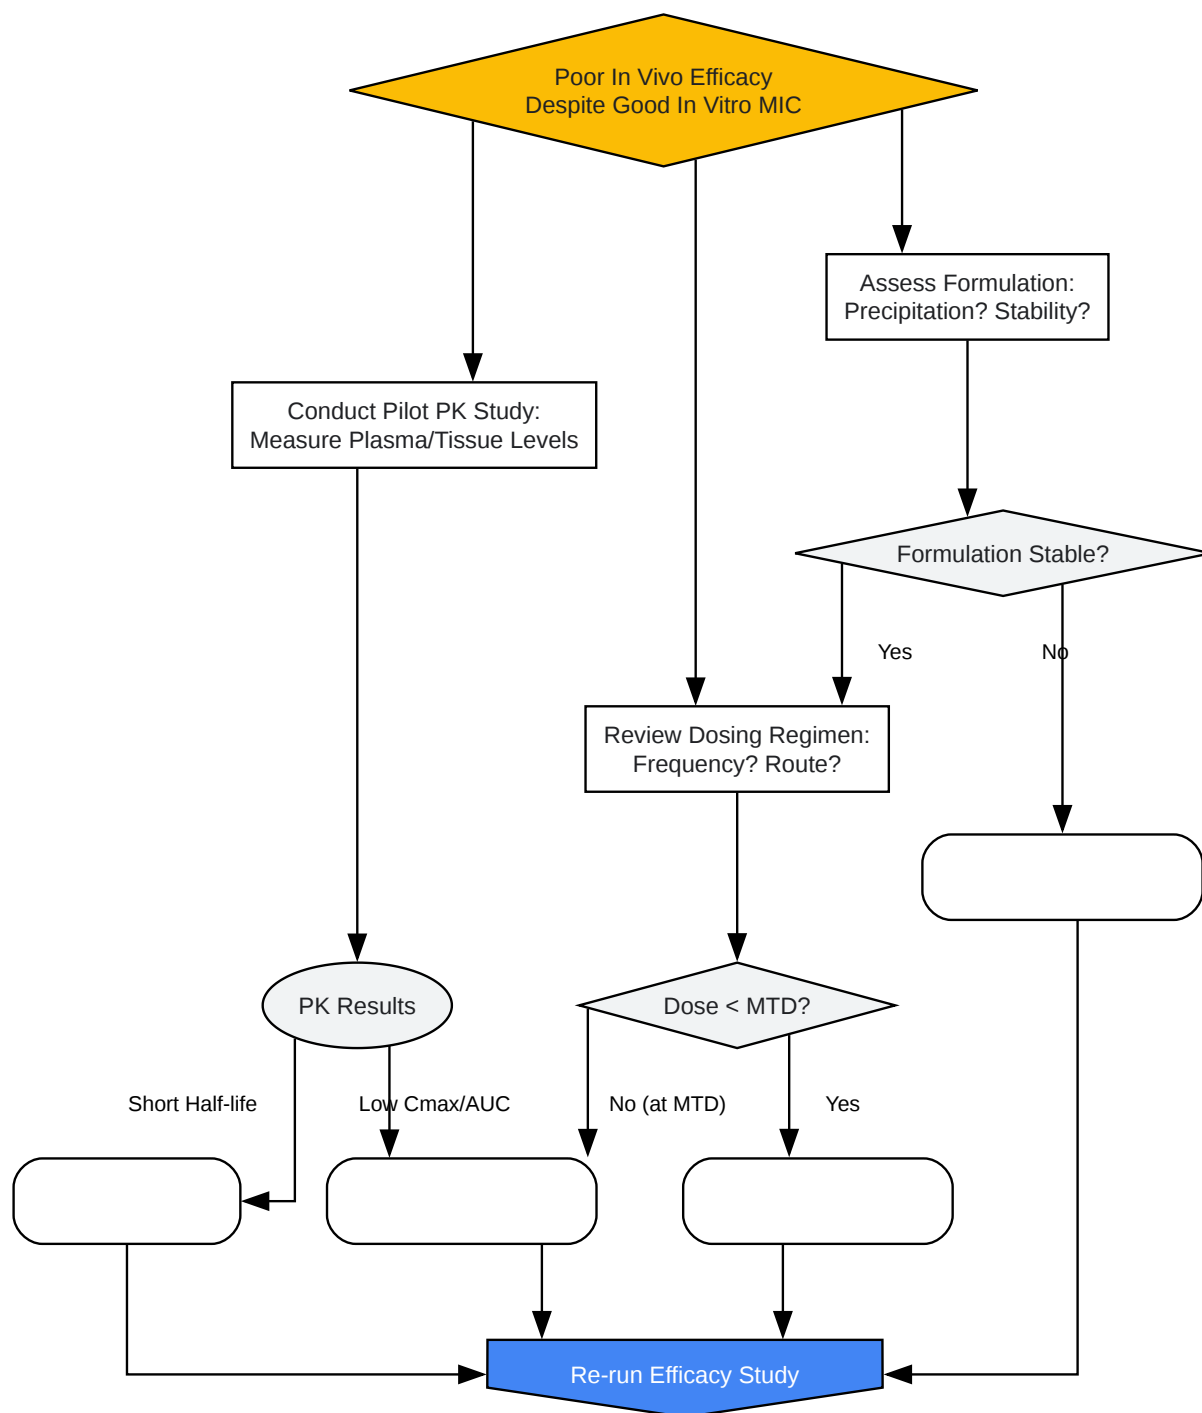 Poor In Vivo Efficacy
Despite Good In Vitro MIC
Assess Formulation:
Precipitation? Stability?
Conduct Pilot PK Study:
Measure Plasma/Tissue Levels
Formulation Stable?
Yes
No
Review Dosing Regimen:
Frequency? Route?
PK Results
Dose < MTD?
Short Half-life
Low Cmax/AUC
No (at MTD)
Yes
Re-run Efficacy Study